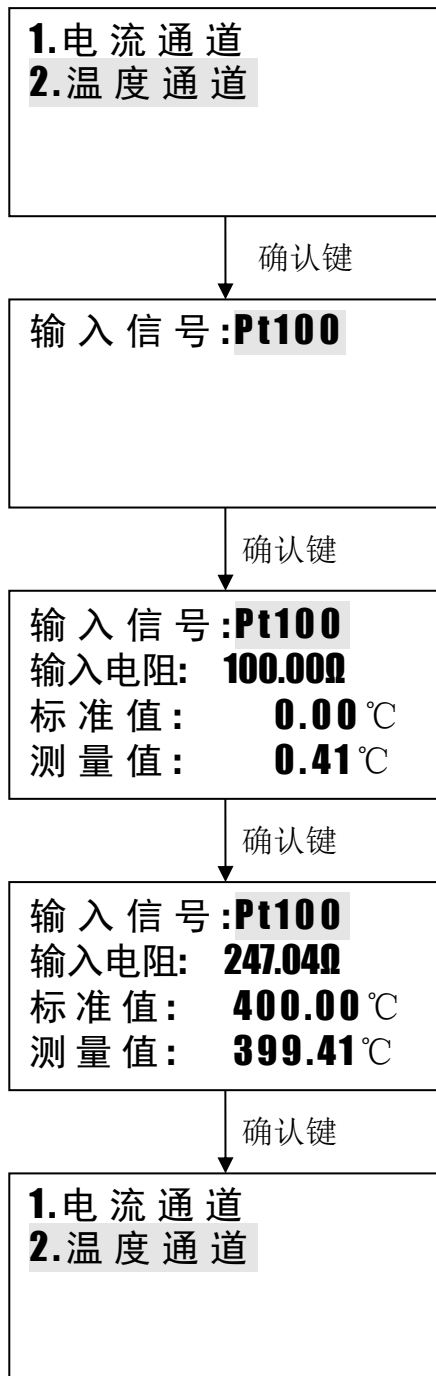 1.电流通道
2.温度通道
确认键
输入信号:Pt100
确认键
输入信号:Pt100
输入电阻: 100.00Ω
标准值: 0.00℃
测量值: 0.41℃
确认键
输入信号:Pt100
输入电阻: 247.04Ω
标准值: 400.00℃
测量值: 399.41℃
确认键
1.电流通道
2.温度通道